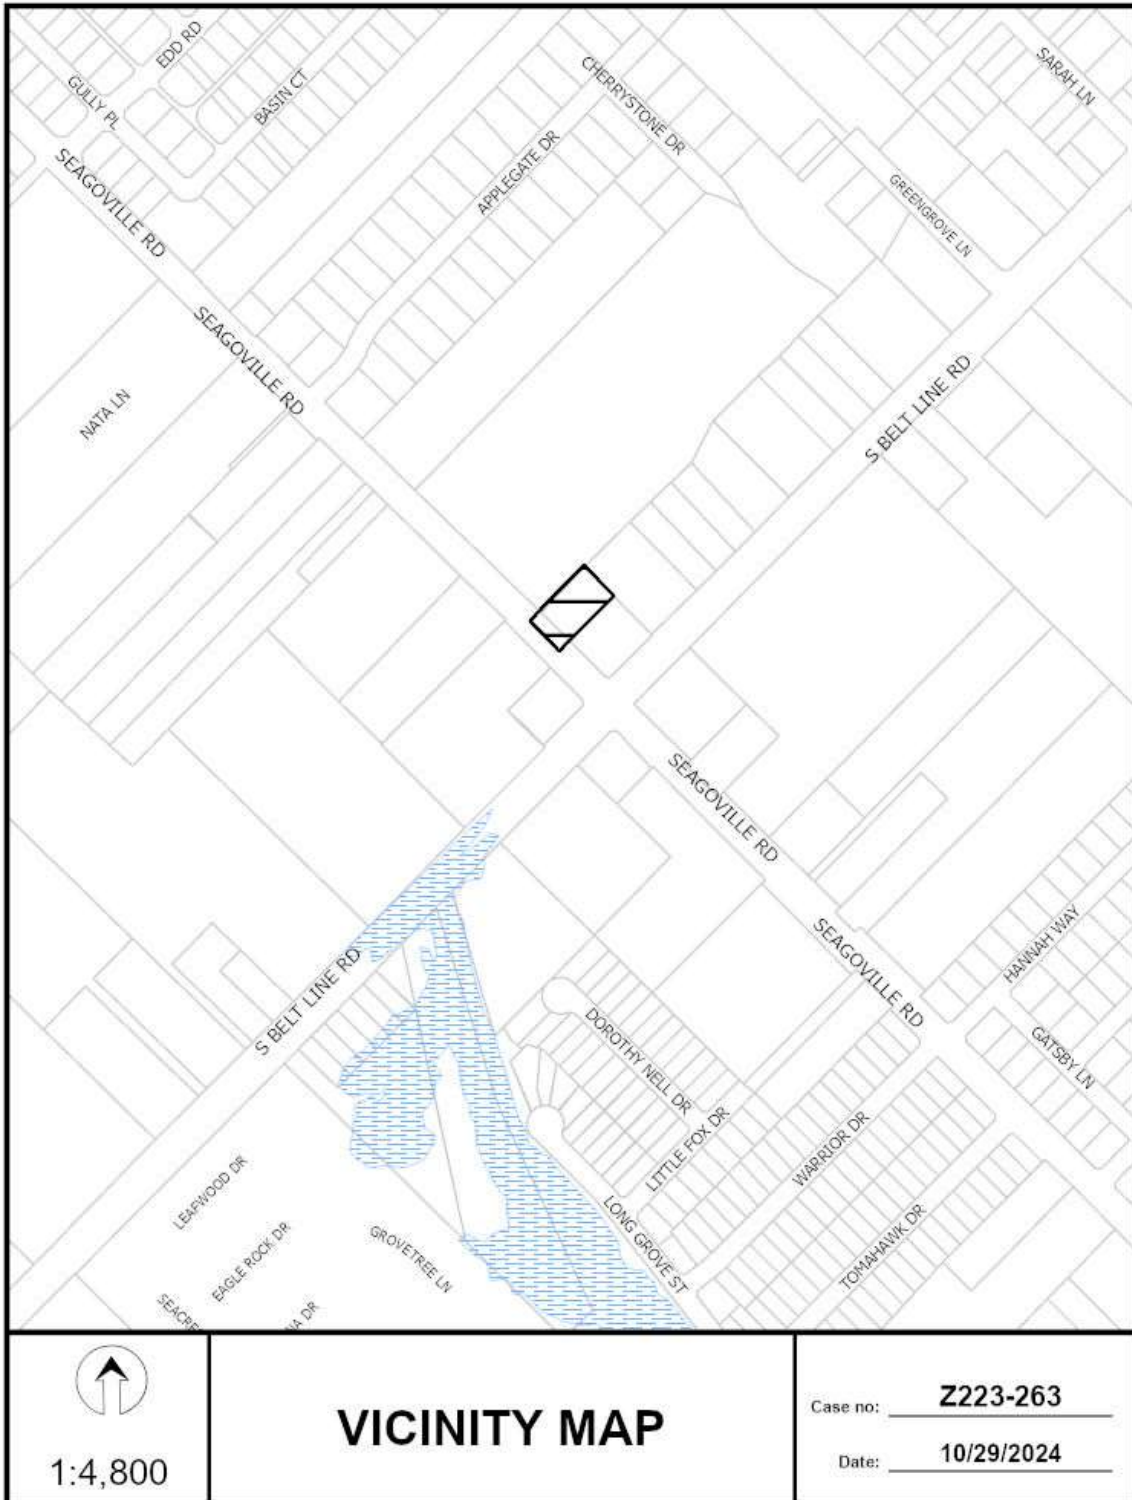 EDD RD
SARAH LN
CHERRYSTONE DR
GULLY PL
BASIN CT
APPLEGATE DR
SEAGOVILLE RD
GREENGROVE LN
SEAGOVILLE RD
NATA LN
S BELT LINE RD
SEAGOVILLE RD
SEAGOVILLE RD
HANNAH WAY
S BELT LINE RD
DOROTHY NELL DR
GATSBY LN
LITTLE FOX DR
WARRIOR DR
LEAFWOOD DR
LONG GROVE ST
EAGLE ROCK DR
GROVETREE LN
TOMAHAWK DR
SEACRE
NA DR
1:4,800
VICINITY MAP
Case no: Z223-263
Date: 10/29/2024